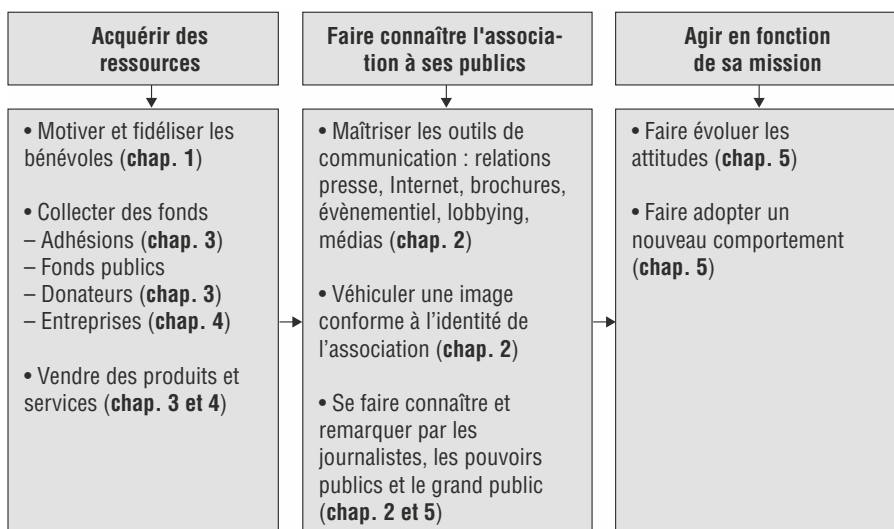 Acquérir des
ressources
• Motiver et fidéliser les
bénévoles (chap. 1)
• Collecter des fonds
– Adhésions (chap. 3)
– Fonds publics
– Donateurs (chap. 3)
– Entreprises (chap. 4)
• Vendre des produits et
services (chap. 3 et 4)
Faire connaître l'associa-
tion à ses publics
• Maîtriser les outils de
communication : relations
presse, Internet, brochures,
évènementiel, lobbying,
médias (chap. 2)
• Véhiculer une image
conforme à l’identité de
l’association (chap. 2)
• Se faire connaître et
remarquer par les
journalistes, les pouvoirs
publics et le grand public
(chap. 2 et 5)
Agir en fonction
de sa mission
• Faire évoluer les
attitudes (chap. 5)
• Faire adopter un
nouveau comportement
(chap. 5)